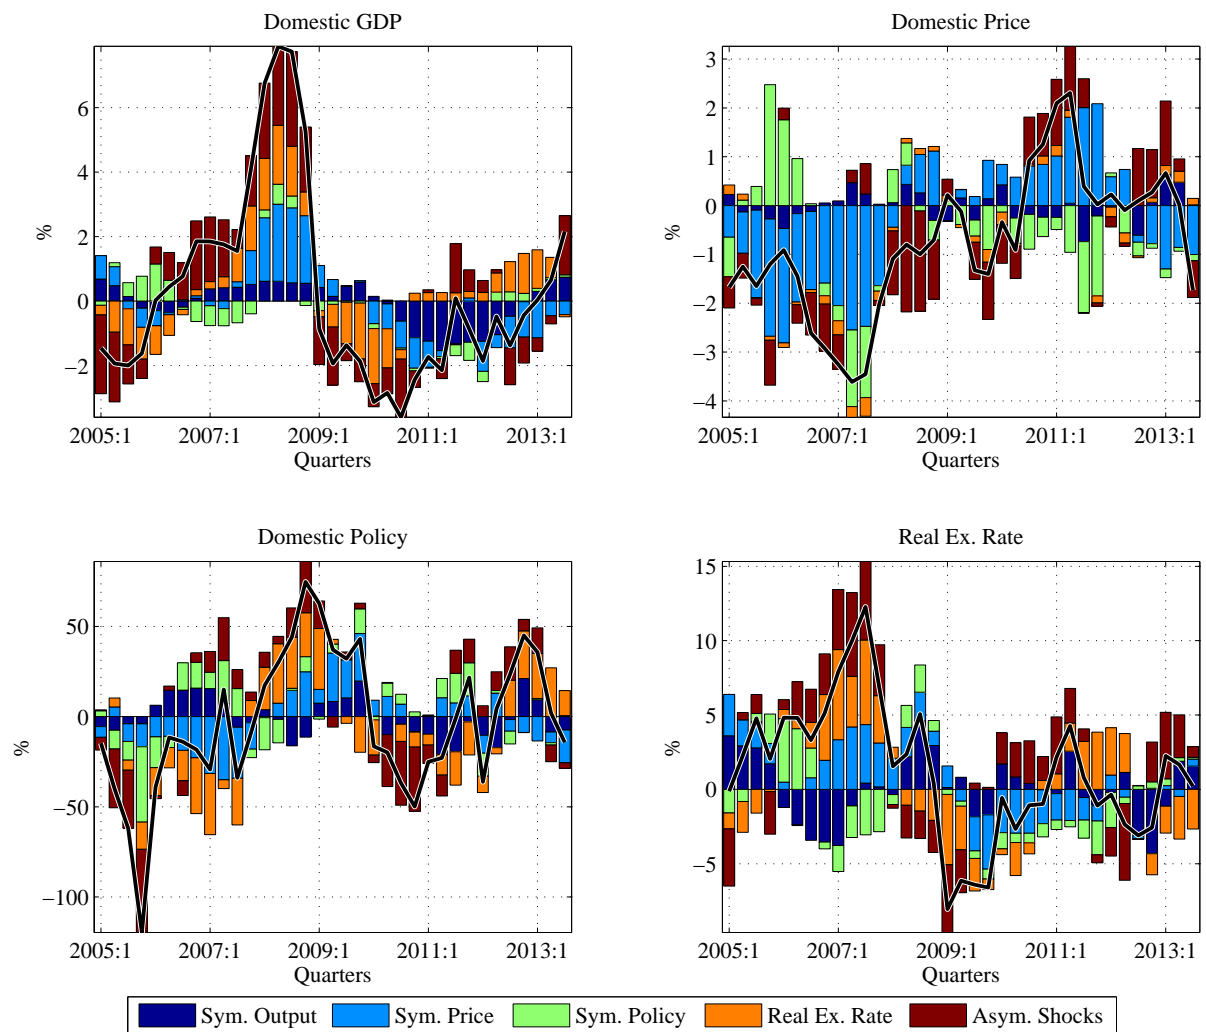 Domestic GDP
%
6
4
2
0
−2
2005:1 2007:1 2009:1 2011:1 2013:1
Quarters
Domestic Price
%
3
2
1
0
−1
−2
−3
−4
2005:1 2007:1 2009:1 2011:1 2013:1
Quarters
Domestic Policy
%
50
0
−50
−100
2005:1 2007:1 2009:1 2011:1 2013:1
Quarters
Real Ex. Rate
%
15
10
5
0
−5
2005:1 2007:1 2009:1 2011:1 2013:1
Quarters
Sym. Output Sym. Price Sym. Policy Real Ex. Rate Asym. Shocks